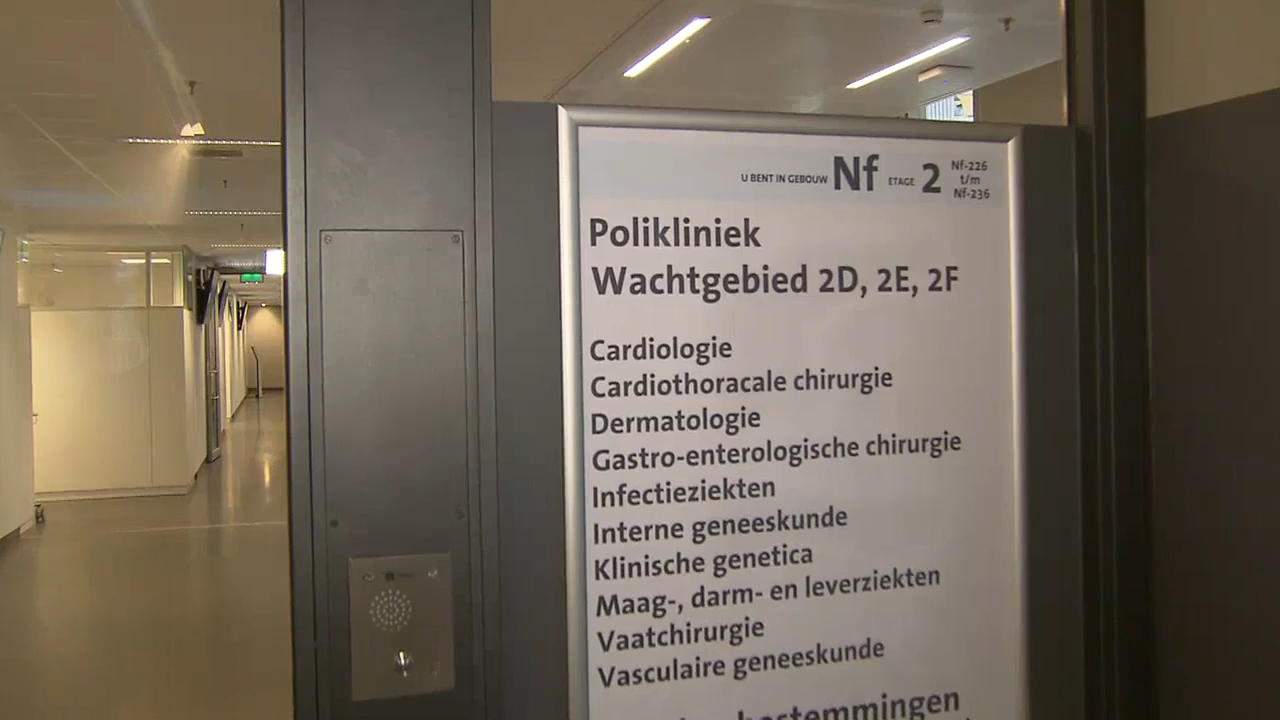 U BENT IN GEBOUW Nf ETAGE 2 Nf-226 t/m Nf-236
Polikliniek
Wachtgebied 2D, 2E, 2F
Cardiologie
Cardiothoracale chirurgie
Dermatologie
Gastro-enterologische chirurgie
Infectieziekten
Interne geneeskunde
Klinische genetica
Maag-, darm- en leverziekten
Vaatchirurgie
Vasculaire geneeskunde